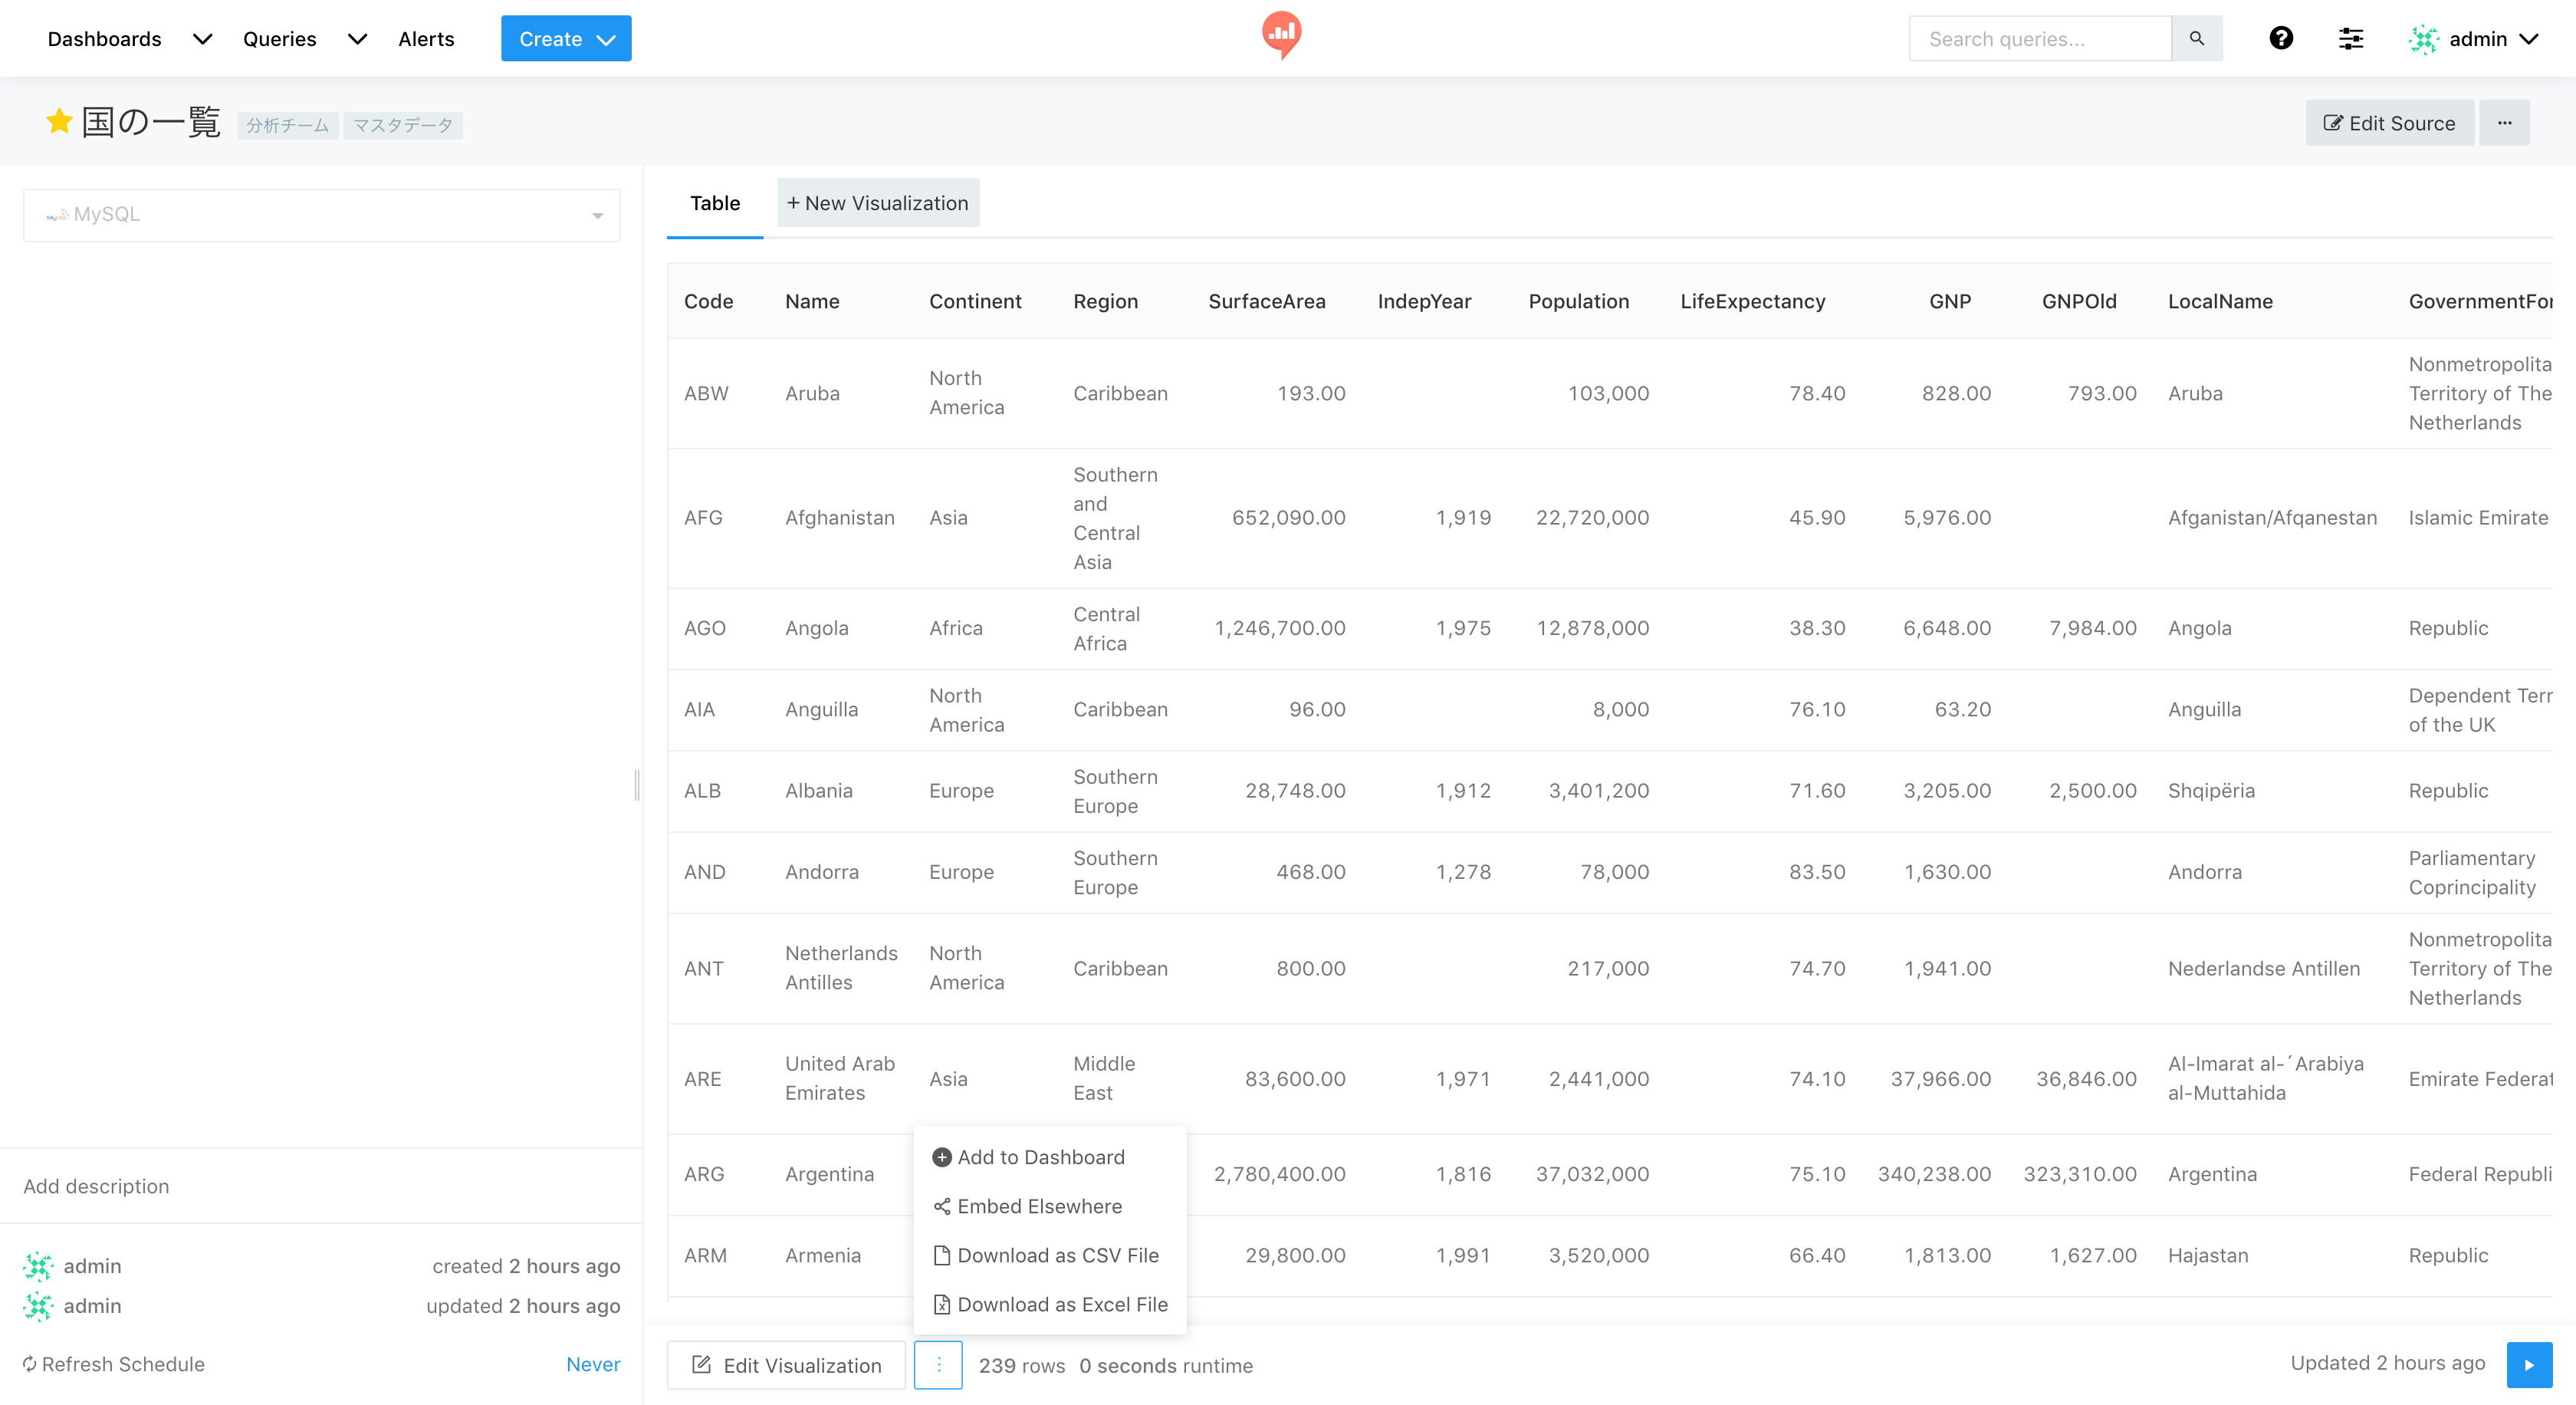 Dashboards Queries Alerts Create Search queries... admin
国の一覧 分析チーム マスタデータ Edit Source
MySQL
Table + New Visualization
Code Name Continent Region SurfaceArea IndepYear Population LifeExpectancy GNP GNPOld LocalName GovernmentFor
ABW Aruba North America Caribbean 193.00 103,000 78.40 828.00 793.00 Aruba Nonmetropolita Territory of The Netherlands
AFG Afghanistan Asia Southern and Central Asia 652,090.00 1,919 22,720,000 45.90 5,976.00 Afganistan/Afqanestan Islamic Emirate
AGO Angola Africa Central Africa 1,246,700.00 1,975 12,878,000 38.30 6,648.00 7,984.00 Angola Republic
AIA Anguilla North America Caribbean 96.00 8,000 76.10 63.20 Anguilla Dependent Terr of the UK
ALB Albania Europe Southern Europe 28,748.00 1,912 3,401,200 71.60 3,205.00 2,500.00 Shqipëria Republic
AND Andorra Europe Southern Europe 468.00 1,278 78,000 83.50 1,630.00 Andorra Parliamentary Coprincipality
ANT Netherlands Antilles North America Caribbean 800.00 217,000 74.70 1,941.00 Nederlandse Antillen Nonmetropolita Territory of The Netherlands
ARE United Arab Emirates Asia Middle East 83,600.00 1,971 2,441,000 74.10 37,966.00 36,846.00 Al-Imarat al-´Arabiya al-Muttahida Emirate Federat
ARG Argentina 2,780,400.00 1,816 37,032,000 75.10 340,238.00 323,310.00 Argentina Federal Republi
ARM Armenia 29,800.00 1,991 3,520,000 66.40 1,813.00 1,627.00 Hajastan Republic
Add to Dashboard
Embed Elsewhere
Download as CSV File
Download as Excel File
Add description
admin created 2 hours ago
admin updated 2 hours ago
Refresh Schedule Never
Edit Visualization 239 rows 0 seconds runtime Updated 2 hours ago